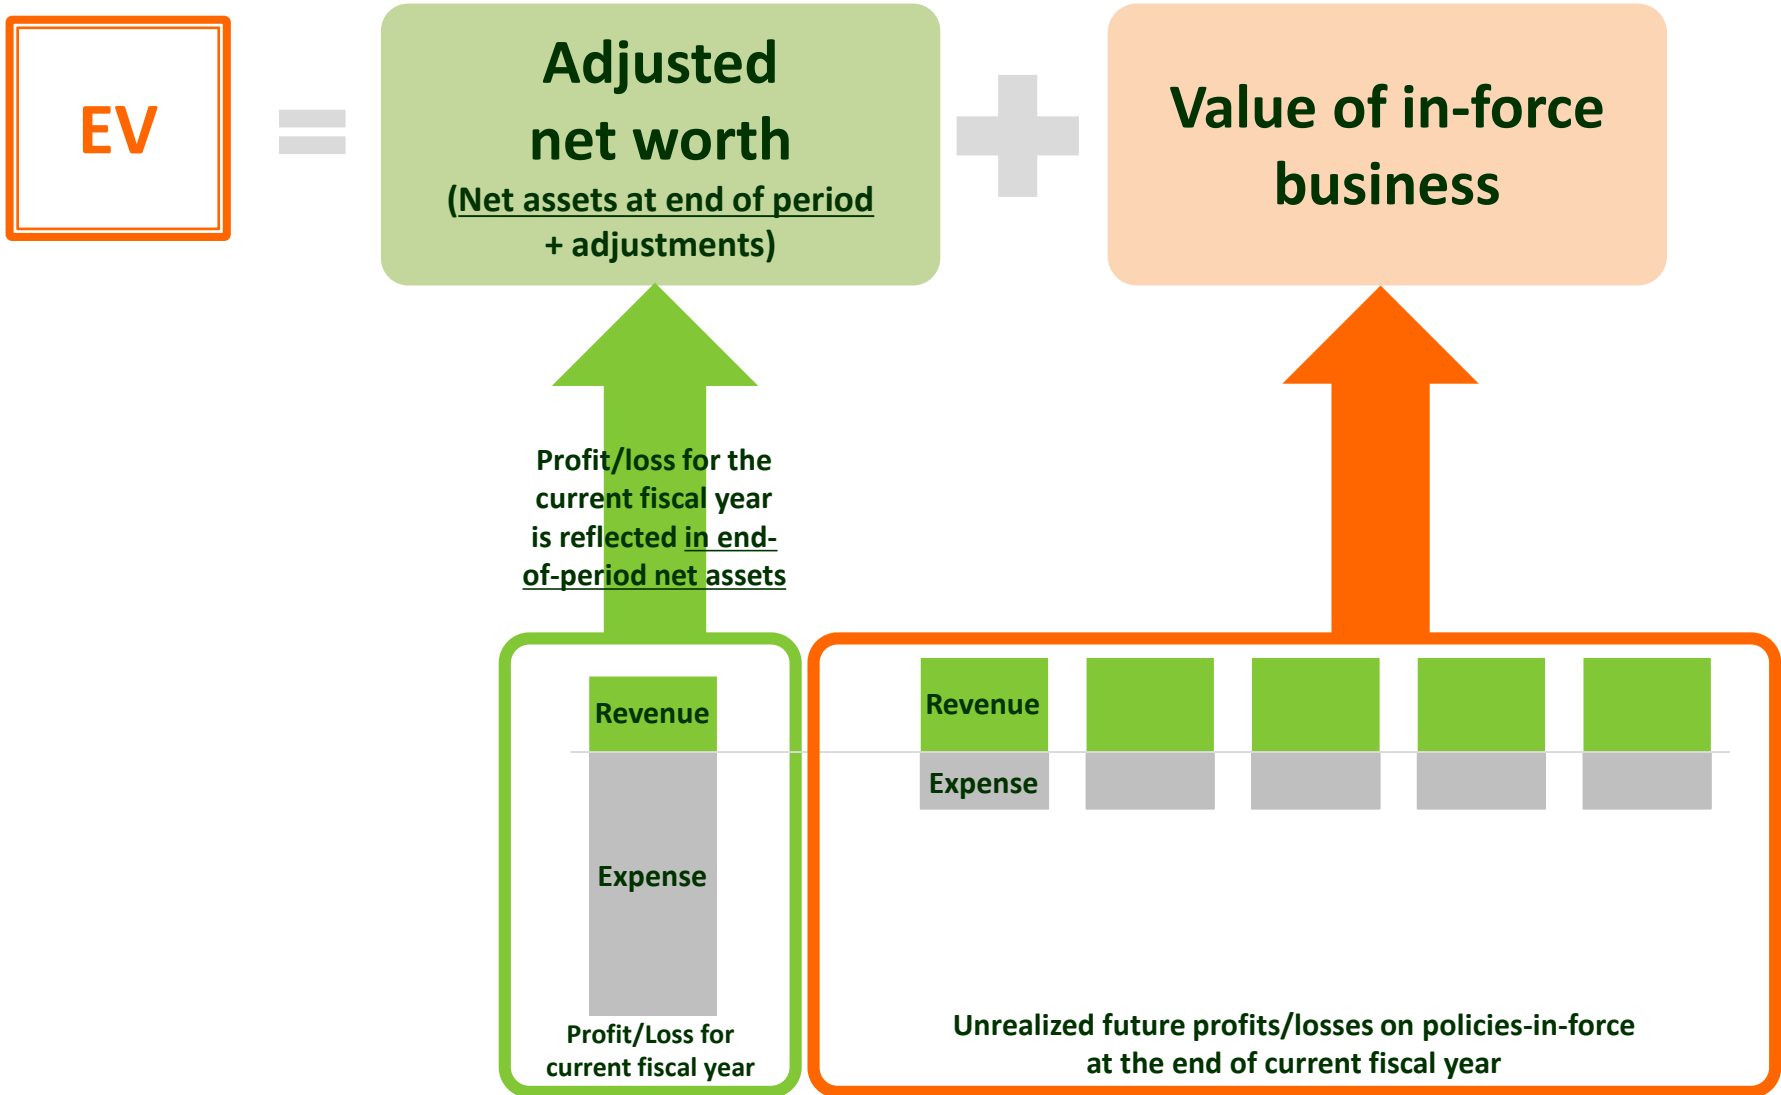 EV
Adjusted
net worth
(Net assets at end of period
+ adjustments)
Value of in-force
business
Profit/loss for the
current fiscal year
is reflected in end-
of-period net assets
Revenue
Expense
Profit/Loss for
current fiscal year
Revenue
Expense
Unrealized future profits/losses on policies-in-force
at the end of current fiscal year